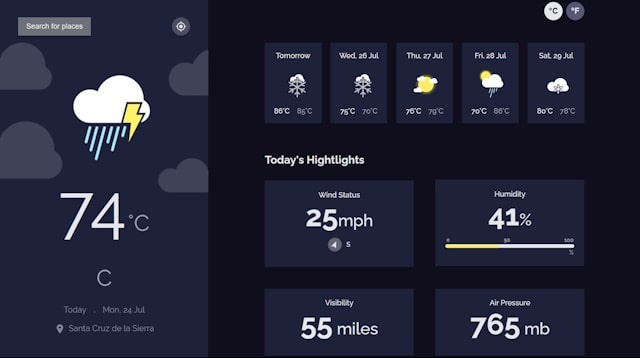 Search for places
74°C
C
Today . Mon, 24 Jul
Santa Cruz de la Sierra
°C °F
Tomorrow
86°C 85°C
Wed, 26 Jul
75°C 70°C
Thu, 27 Jul
76°C 79°C
Fri, 28 Jul
70°C 86°C
Sat, 29 Jul
80°C 78°C
Today's Hightlights
Wind Status
25mph
S
Humidity
41%
0 50 100
%
Visibility
55 miles
Air Pressure
765 mb